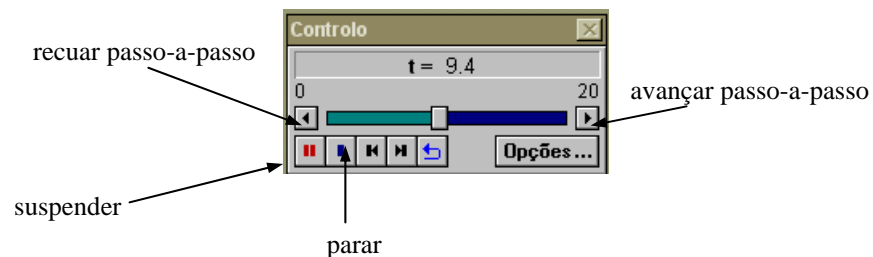 Controlo
recuar passo-a-passo
t = 9.4
0 20
avançar passo-a-passo
Opções...
suspender
parar